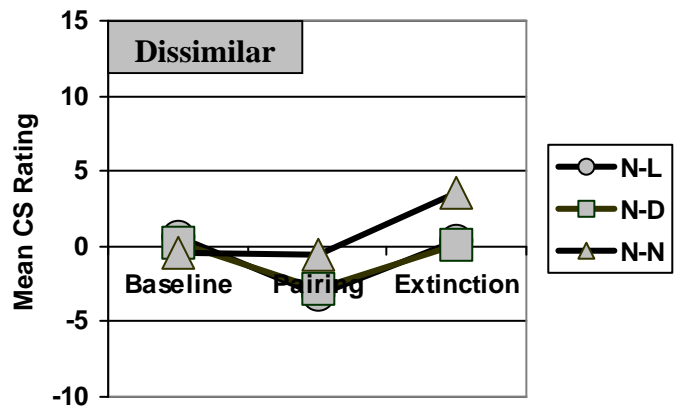 15
Dissimilar
10
5
0
-5
-10
Mean CS Rating
Baseline Pairing Extinction
N-L
N-D
N-N